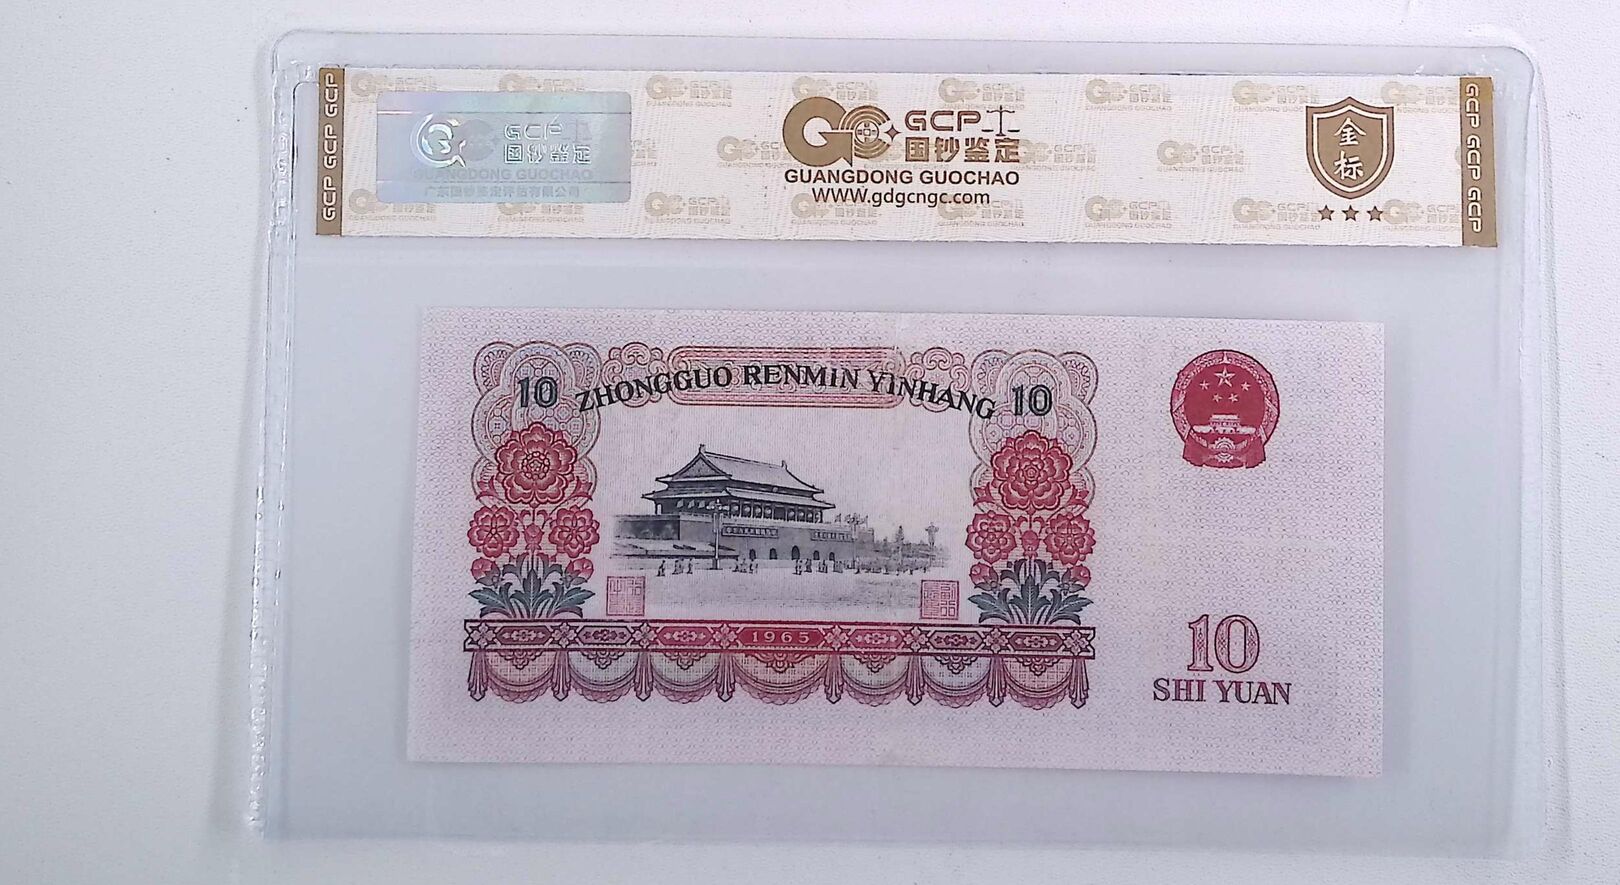 GCP GCP GCP
GCP
国钞鉴定
GUANGDONG GUOCHAO
广东国钞鉴定评估有限公司
GCP
国钞鉴定
GUANGDONG GUOCHAO
WWW.gdgcngc.com
金标
GCP GCP GCP
10 ZHONGGUO RENMIN YINHANG 10
1965
10
SHI YUAN